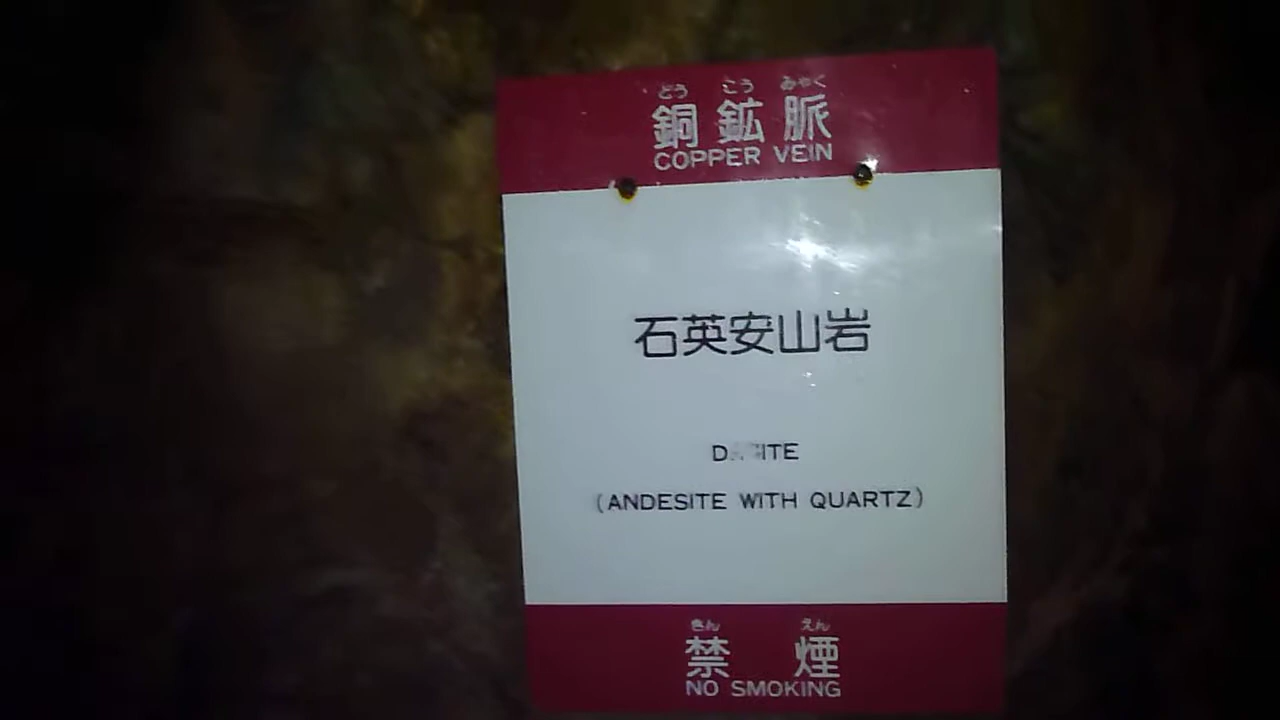 どう こう みゃく
銅 鉱 脈
COPPER VEIN
石英安山岩
(ANDESITE WITH QUARTZ)
きん えん
禁 煙
NO SMOKING